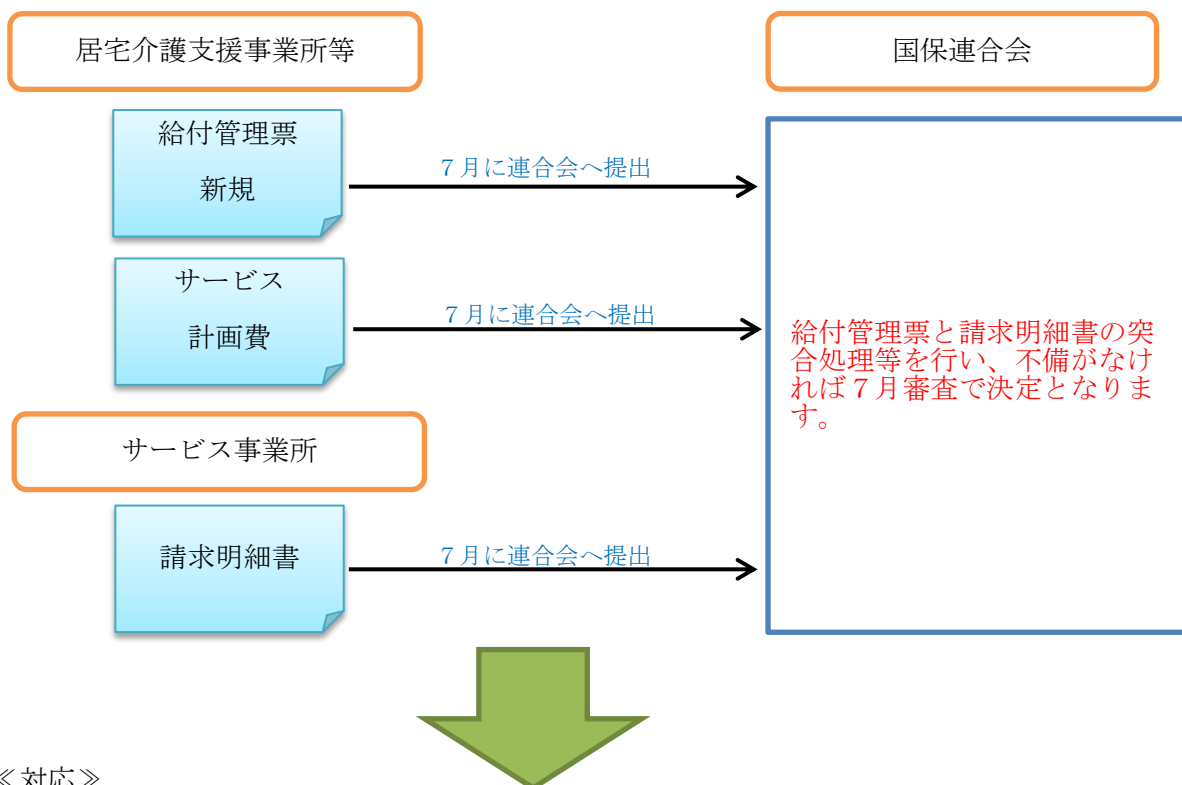 居宅介護支援事業所等
国保連合会
給付管理票
新規
７月に連合会へ提出
サービス
計画費
７月に連合会へ提出
給付管理票と請求明細書の突
合処理等を行い、不備がなけ
れば７月審査で決定となりま
す。
サービス事業所
請求明細書
７月に連合会へ提出
≪対応≫